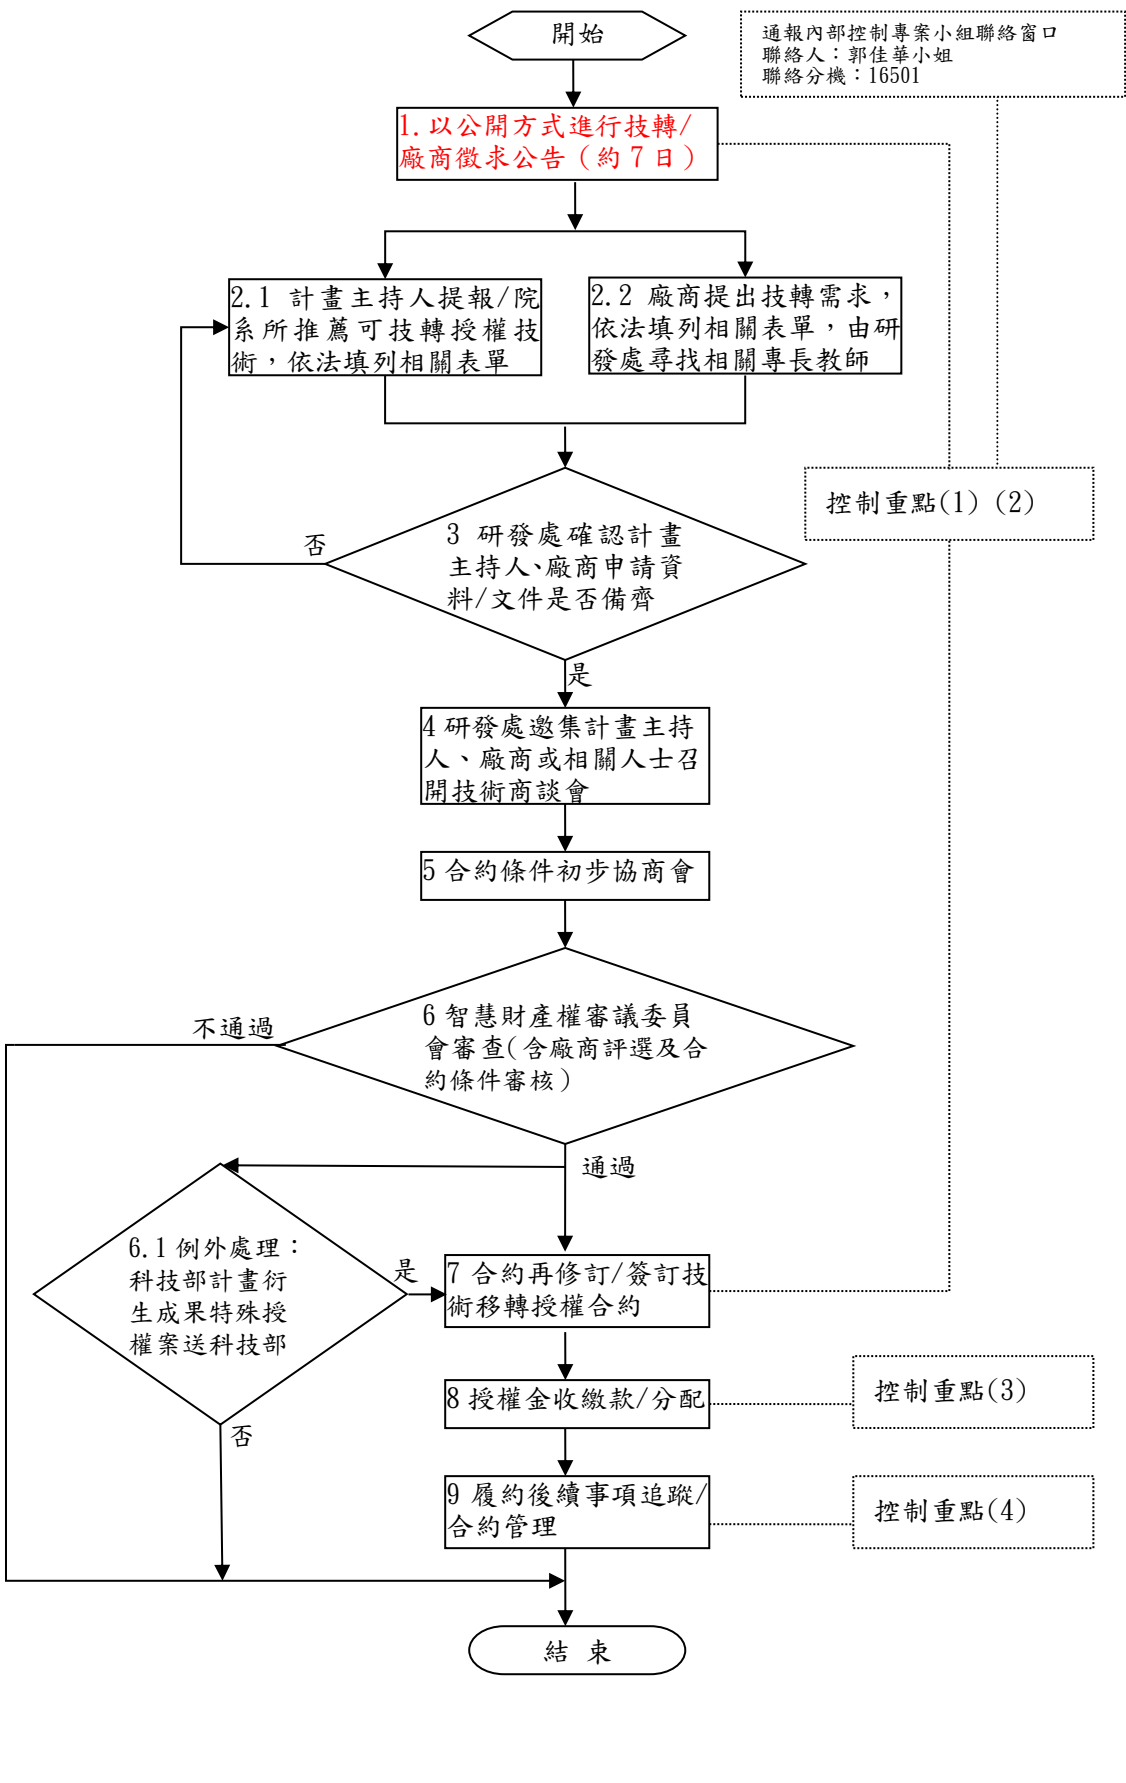 開始
通報內部控制專案小組聯絡窗口
聯絡人：郭佳華小姐
聯絡分機：16501
1.以公開方式進行技轉/
廠商徵求公告（約7日）
2.1 計畫主持人提報/院
系所推薦可技轉授權技
術，依法填列相關表單
2.2 廠商提出技轉需求，
依法填列相關表單，由研
發處尋找相關專長教師
控制重點(1) (2)
3 研發處確認計畫
主持人、廠商申請資
料/文件是否備齊
否
是
4 研發處邀集計畫主持
人、廠商或相關人士召
開技術商談會
5 合約條件初步協商會
6 智慧財產權審議委員
會審查(含廠商評選及合
約條件審核)
不通過
通過
6.1 例外處理：
科技部計畫衍
生成果特殊授
權案送科技部
是
7 合約再修訂/簽訂技
術移轉授權合約
8 授權金收繳款/分配
控制重點(3)
否
9 履約後續事項追蹤/
合約管理
控制重點(4)
結 束